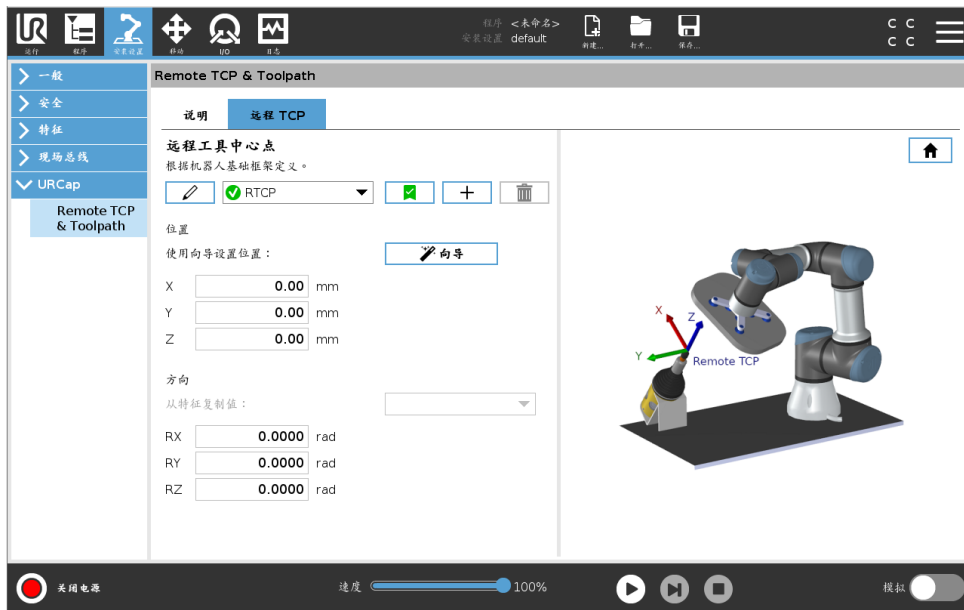 程序 <未命名>
安装设置 default
运行 程序 安装设置 移动 I/O 日志 新建... 打开... 保存...
C C
C C
一般
安全
特征
现场总线
URCap
Remote TCP
& Toolpath
Remote TCP & Toolpath
说明 远程 TCP
远程工具中心点
根据机器人基础框架定义。
RTCP
位置
使用向导设置位置： 向导
X 0.00 mm
Y 0.00 mm
Z 0.00 mm
方向
从特征复制值：
RX 0.0000 rad
RY 0.0000 rad
RZ 0.0000 rad
X
Z
Y
Remote TCP
关闭电源 速度 100% 模拟